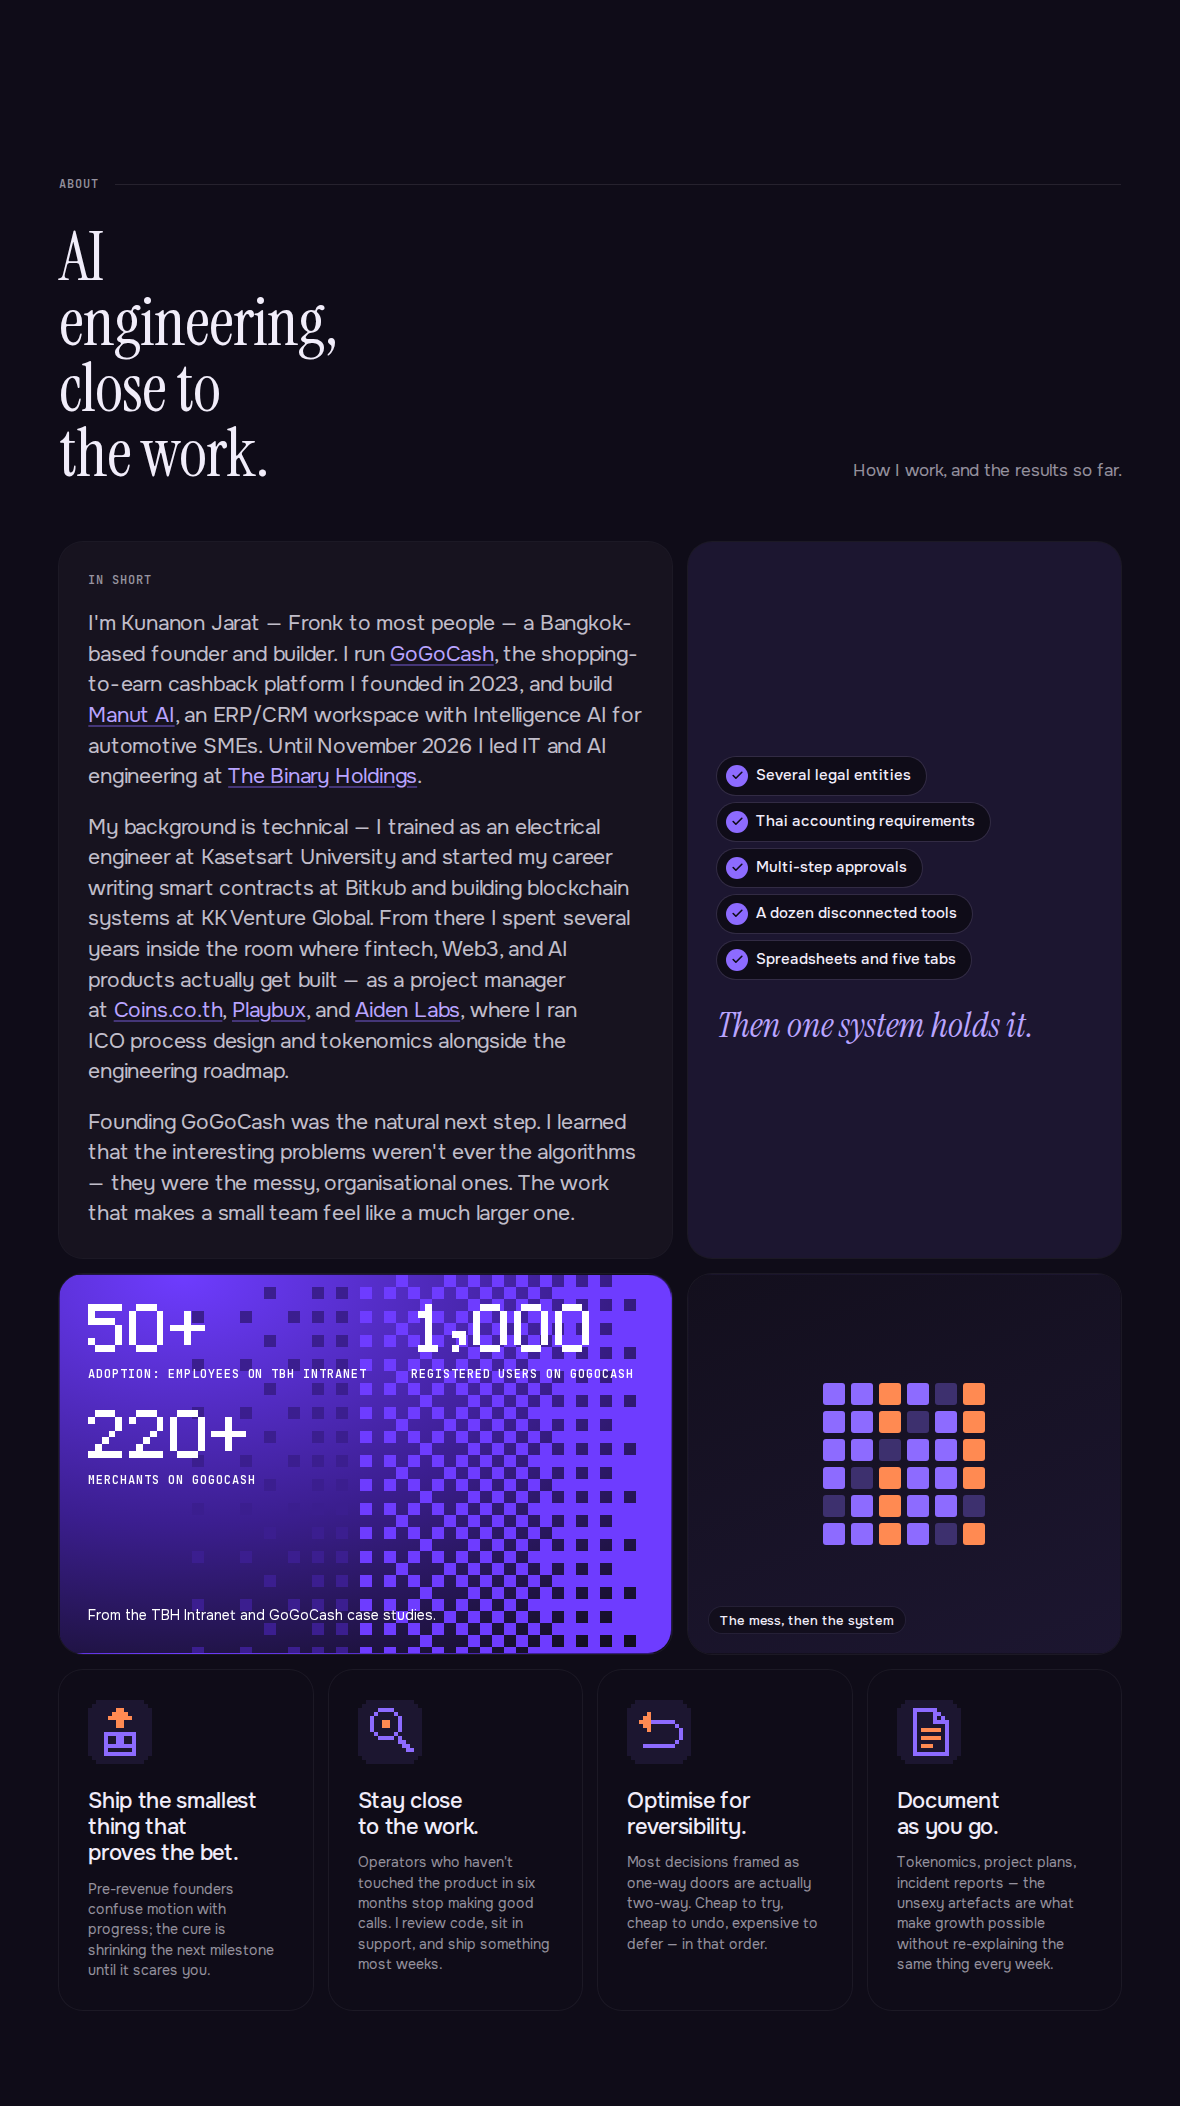 ABOUT
AI
engineering,
close to
the work.
How I work, and the results so far.
IN SHORT
I'm Kunanon Jarat — Fronk to most people — a Bangkok-
based founder and builder. I run GoGoCash, the shopping-
to-earn cashback platform I founded in 2023, and build
Manut AI, an ERP/CRM workspace with Intelligence AI for
automotive SMEs. Until November 2026 I led IT and AI
engineering at The Binary Holdings.
My background is technical — I trained as an electrical
engineer at Kasetsart University and started my career
writing smart contracts at Bitkub and building blockchain
systems at KK Venture Global. From there I spent several
years inside the room where fintech, Web3, and AI
products actually get built — as a project manager
at Coins.co.th, Playbux, and Aiden Labs, where I ran
ICO process design and tokenomics alongside the
engineering roadmap.
Founding GoGoCash was the natural next step. I learned
that the interesting problems weren't ever the algorithms
— they were the messy, organisational ones. The work
that makes a small team feel like a much larger one.
Several legal entities
Thai accounting requirements
Multi-step approvals
A dozen disconnected tools
Spreadsheets and five tabs
Then one system holds it.
50+
ADOPTION: EMPLOYEES ON TBH INTRANET
1,000
REGISTERED USERS ON GOGOCASH
220+
MERCHANTS ON GOGOCASH
From the TBH Intranet and GoGoCash case studies.
The mess, then the system
Ship the smallest
thing that
proves the bet.
Pre-revenue founders
confuse motion with
progress; the cure is
shrinking the next milestone
until it scares you.
Stay close
to the work.
Operators who haven't
touched the product in six
months stop making good
calls. I review code, sit in
support, and ship something
most weeks.
Optimise for
reversibility.
Most decisions framed as
one-way doors are actually
two-way. Cheap to try,
cheap to undo, expensive to
defer — in that order.
Document
as you go.
Tokenomics, project plans,
incident reports — the
unsexy artefacts are what
make growth possible
without re-explaining the
same thing every week.